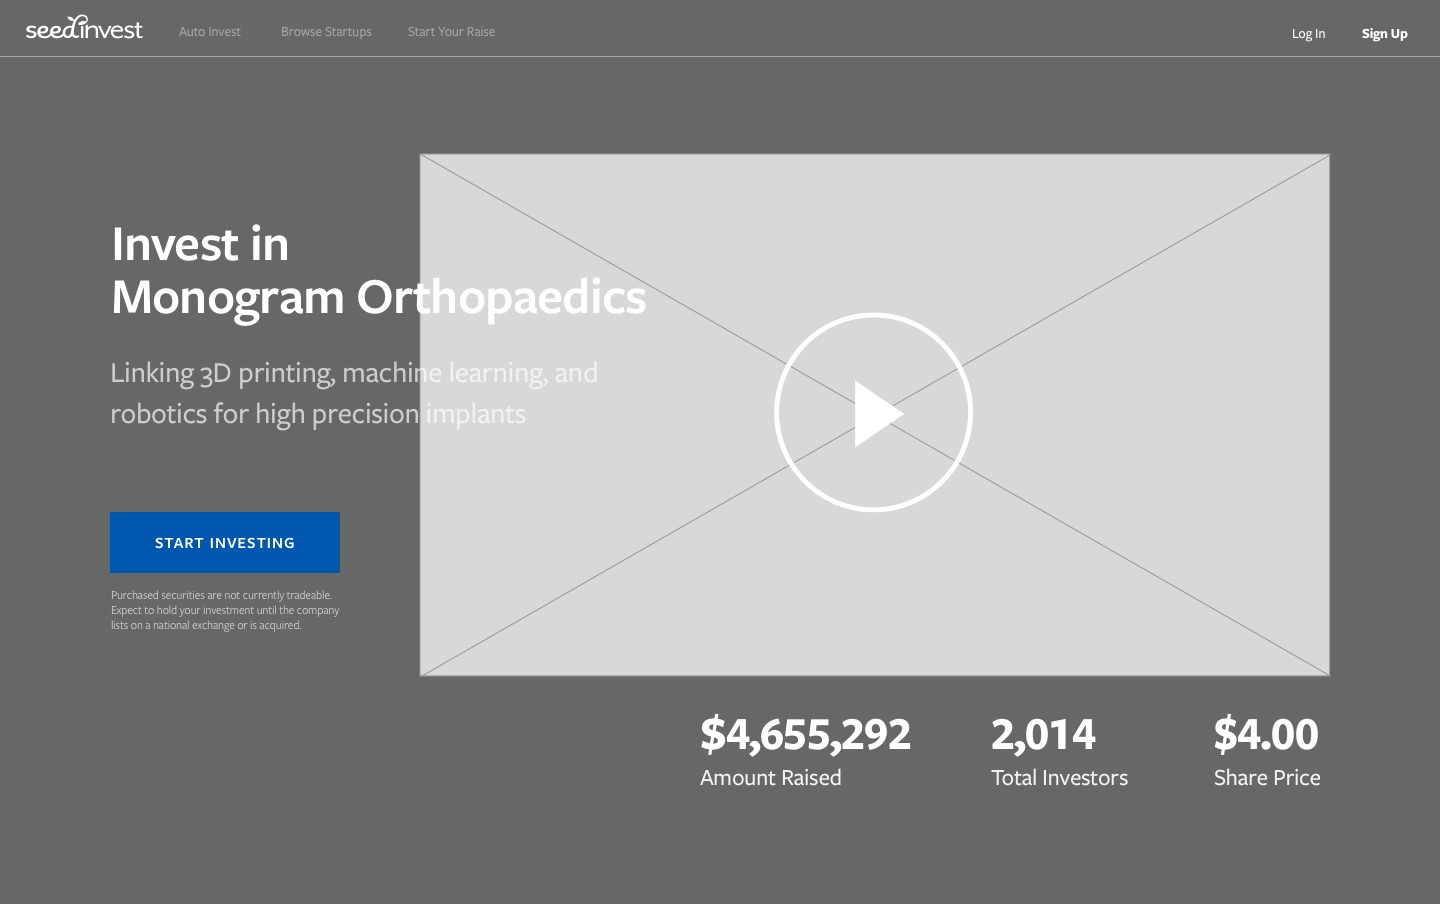 seedinvest
Auto Invest
Browse Startups
Start Your Raise
Log In
Sign Up
Invest in
Monogram Orthopaedics
Linking 3D printing, machine learning, and
robotics for high precision implants
START INVESTING
Purchased securities are not currently tradeable.
Expect to hold your investment until the company
lists on a national exchange or is acquired.
$4,655,292
Amount Raised
2,014
Total Investors
$4.00
Share Price